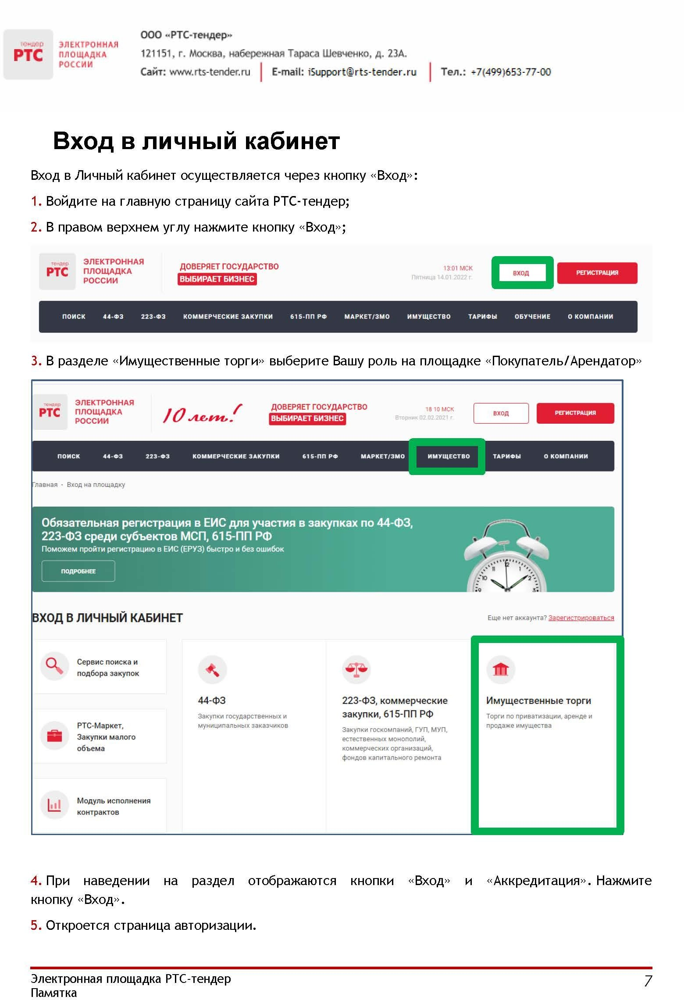 тендер
РТС
ЭЛЕКТРОННАЯ
ПЛОЩАДКА
РОССИИ
ООО «РТС-тендер»
121151, г. Москва, набережная Тараса Шевченко, д. 23А.
Сайт: www.rts-tender.ru | E-mail: iSupport@rts-tender.ru | Тел.: +7(499)653-77-00
Вход в личный кабинет
Вход в Личный кабинет осуществляется через кнопку «Вход»:
1. Войдите на главную страницу сайта РТС-тендер;
2. В правом верхнем углу нажмите кнопку «Вход»;
тендер
РТС
ЭЛЕКТРОННАЯ
ПЛОЩАДКА
РОССИИ
ДОВЕРЯЕТ ГОСУДАРСТВО
ВЫБИРАЕТ БИЗНЕС
13:01 МСК
Пятница 14.01.2022 г.
ВХОД
РЕГИСТРАЦИЯ
ПОИСК 44-ФЗ 223-ФЗ КОММЕРЧЕСКИЕ ЗАКУПКИ 615-ПП РФ МАРКЕТ/ЗМО ИМУЩЕСТВО ТАРИФЫ ОБУЧЕНИЕ О КОМПАНИИ
3. В разделе «Имущественные торги» выберите Вашу роль на площадке «Покупатель/Арендатор»
тендер
РТС
ЭЛЕКТРОННАЯ
ПЛОЩАДКА
РОССИИ
10 лет!
ДОВЕРЯЕТ ГОСУДАРСТВО
ВЫБИРАЕТ БИЗНЕС
18 10 МСК
Вторник 02.02.2021 г.
ВХОД
РЕГИСТРАЦИЯ
ПОИСК 44-ФЗ 223-ФЗ КОММЕРЧЕСКИЕ ЗАКУПКИ 615-ПП РФ МАРКЕТ/ЗМО ИМУЩЕСТВО ТАРИФЫ О КОМПАНИИ
Главная • Вход на площадку
Обязательная регистрация в ЕИС для участия в закупках по 44-ФЗ,
223-ФЗ среди субъектов МСП, 615-ПП РФ
Поможем пройти регистрацию в ЕИС (ЕРУЗ) быстро и без ошибок
ПОДРОБНЕЕ
12
11 1
10 2
9 3
ВХОД В ЛИЧНЫЙ КАБИНЕТ
Еще нет аккаунта? Зарегистрироваться
Сервис поиска и
подбора закупок
РТС-Маркет,
Закупки малого
объема
Модуль исполнения
контрактов
44-ФЗ
Закупки государственных и
муниципальных заказчиков
223-ФЗ, коммерческие
закупки, 615-ПП РФ
Закупки госкомпаний, ГУП, МУП,
естественных монополий,
коммерческих организаций,
фондов капитального ремонта
Имущественные торги
Торги по приватизации, аренде и
продаже имущества
4. При наведении на раздел отображаются кнопки «Вход» и «Аккредитация». Нажмите
кнопку «Вход».
5. Откроется страница авторизации.
Электронная площадка РТС-тендер
Памятка
7